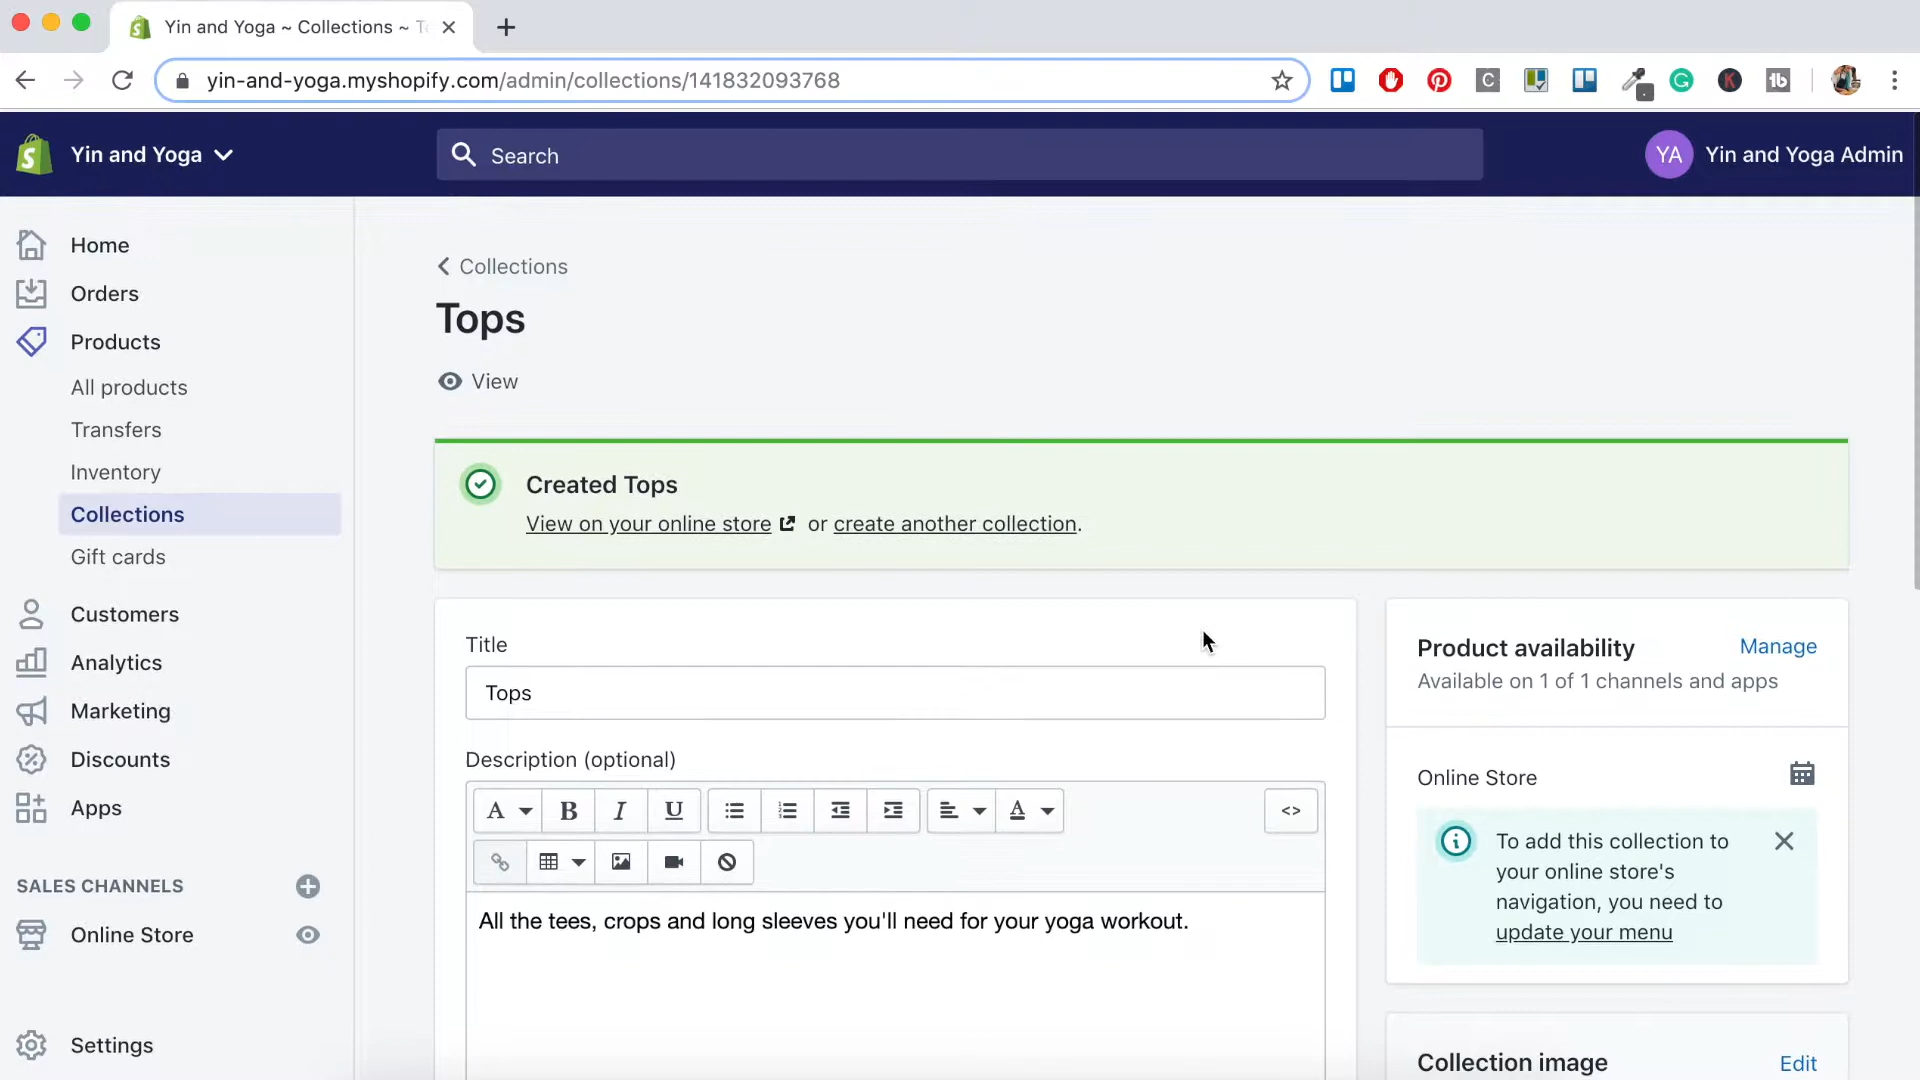 Yin and Yoga ~ Collections ~ To
yin-and-yoga.myshopify.com/admin/collections/141832093768
Yin and Yoga
Search
YA
Yin and Yoga Admin
Home
Orders
Products
All products
Transfers
Inventory
Collections
Gift cards
Customers
Analytics
Marketing
Discounts
Apps
SALES CHANNELS
Online Store
Settings
Collections
Tops
View
Created Tops
View on your online store or create another collection.
Title
Tops
Description (optional)
A B I U A <>
All the tees, crops and long sleeves you'll need for your yoga workout.
Product availability
Manage
Available on 1 of 1 channels and apps
Online Store
To add this collection to
your online store's
navigation, you need to
update your menu
Collection image
Edit